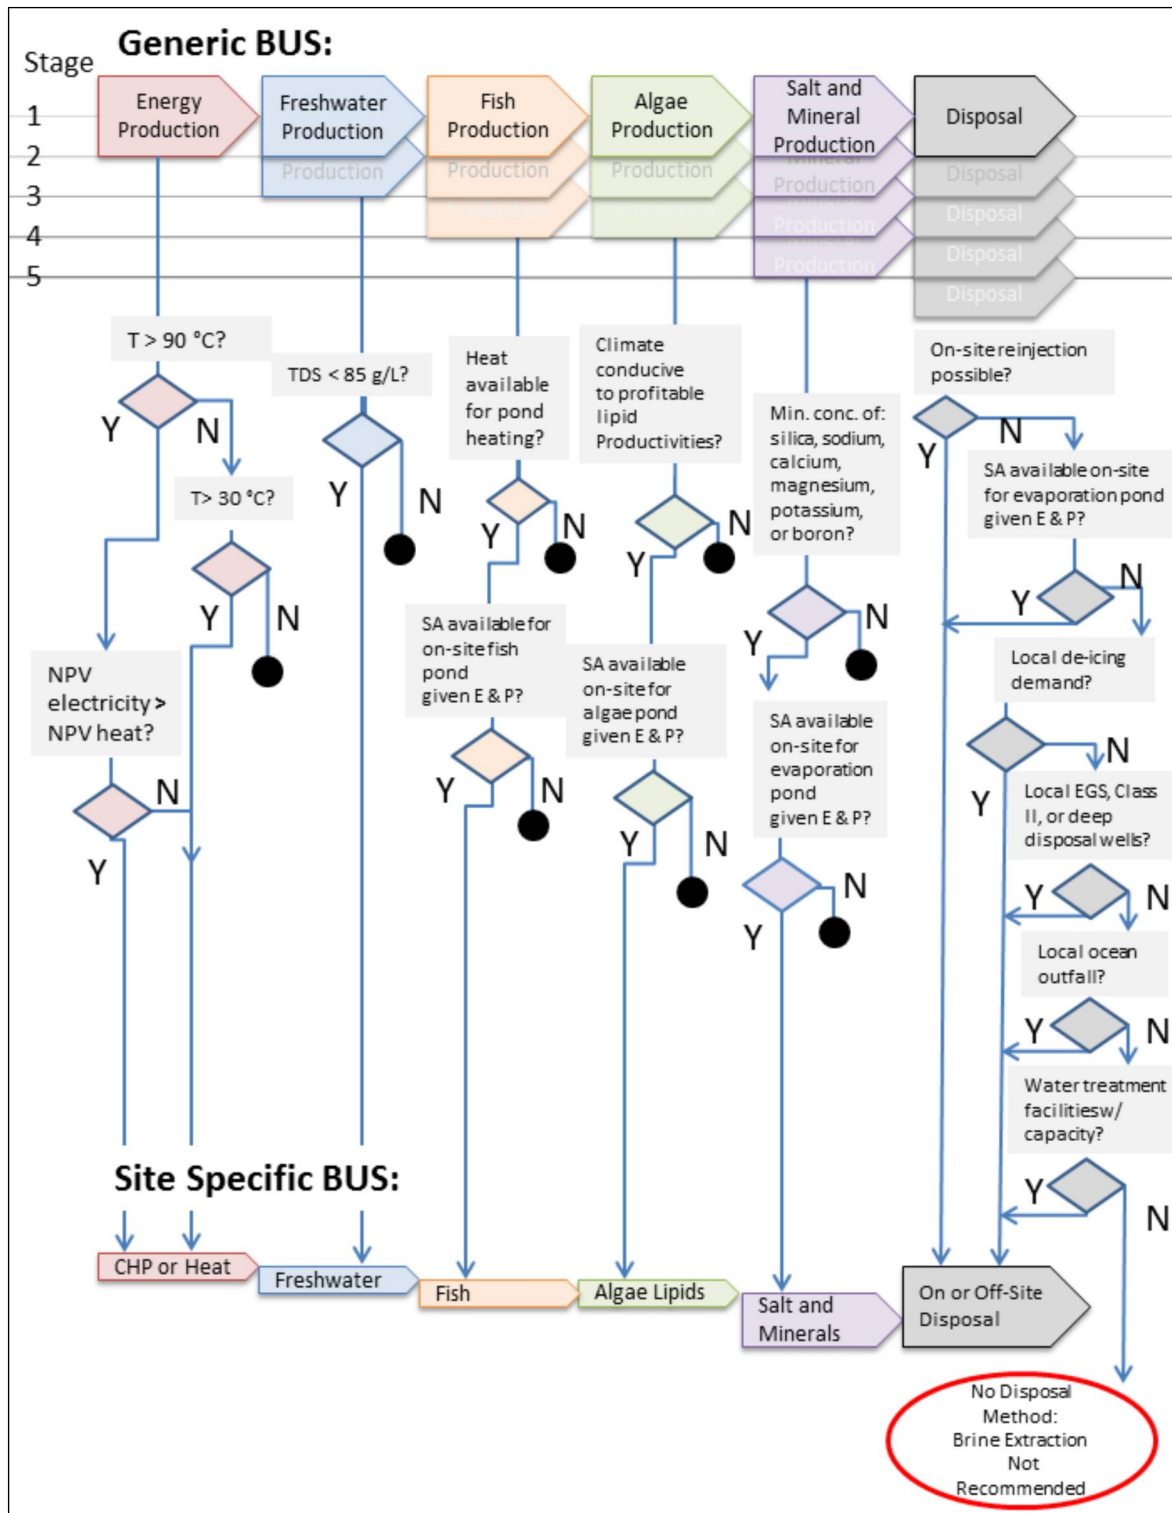 Generic BUS:
Stage
1
2
3
4
5
Energy
Production
Freshwater
Production
Production
Fish
Production
Production
Production
Algae
Production
Production
Production
Salt and
Mineral
Production
Mineral
Production
Production
Production
Disposal
Disposal
Disposal
Disposal
Disposal
T > 90 °C?
Y
N
T> 30 °C?
Y
N
NPV
electricity >
NPV heat?
N
Y
TDS < 85 g/L?
Y
N
Heat
available
for pond
heating?
Y
N
SA available for
on-site fish
pond
given E & P?
Y
N
Climate
conducive
to profitable
lipid
Productivities?
Y
N
SA available
on-site for
algae pond
given E & P?
Y
N
Min. conc. of:
silica, sodium,
calcium,
magnesium,
potassium,
or boron?
Y
N
SA available
on-site for
evaporation
pond
given E & P?
Y
N
On-site reinjection
possible?
Y
N
SA available on-site
for evaporation pond
given E & P?
Y
N
Local de-icing
demand?
Y
N
Local EGS, Class
II, or deep
disposal wells?
Y
N
Local ocean
outfall?
Y
N
Water treatment
facilitiesw/
capacity?
Y
N
Site Specific BUS:
CHP or Heat
Freshwater
Fish
Algae Lipids
Salt and
Minerals
On or Off-Site
Disposal
No Disposal
Method:
Brine Extraction
Not
Recommended